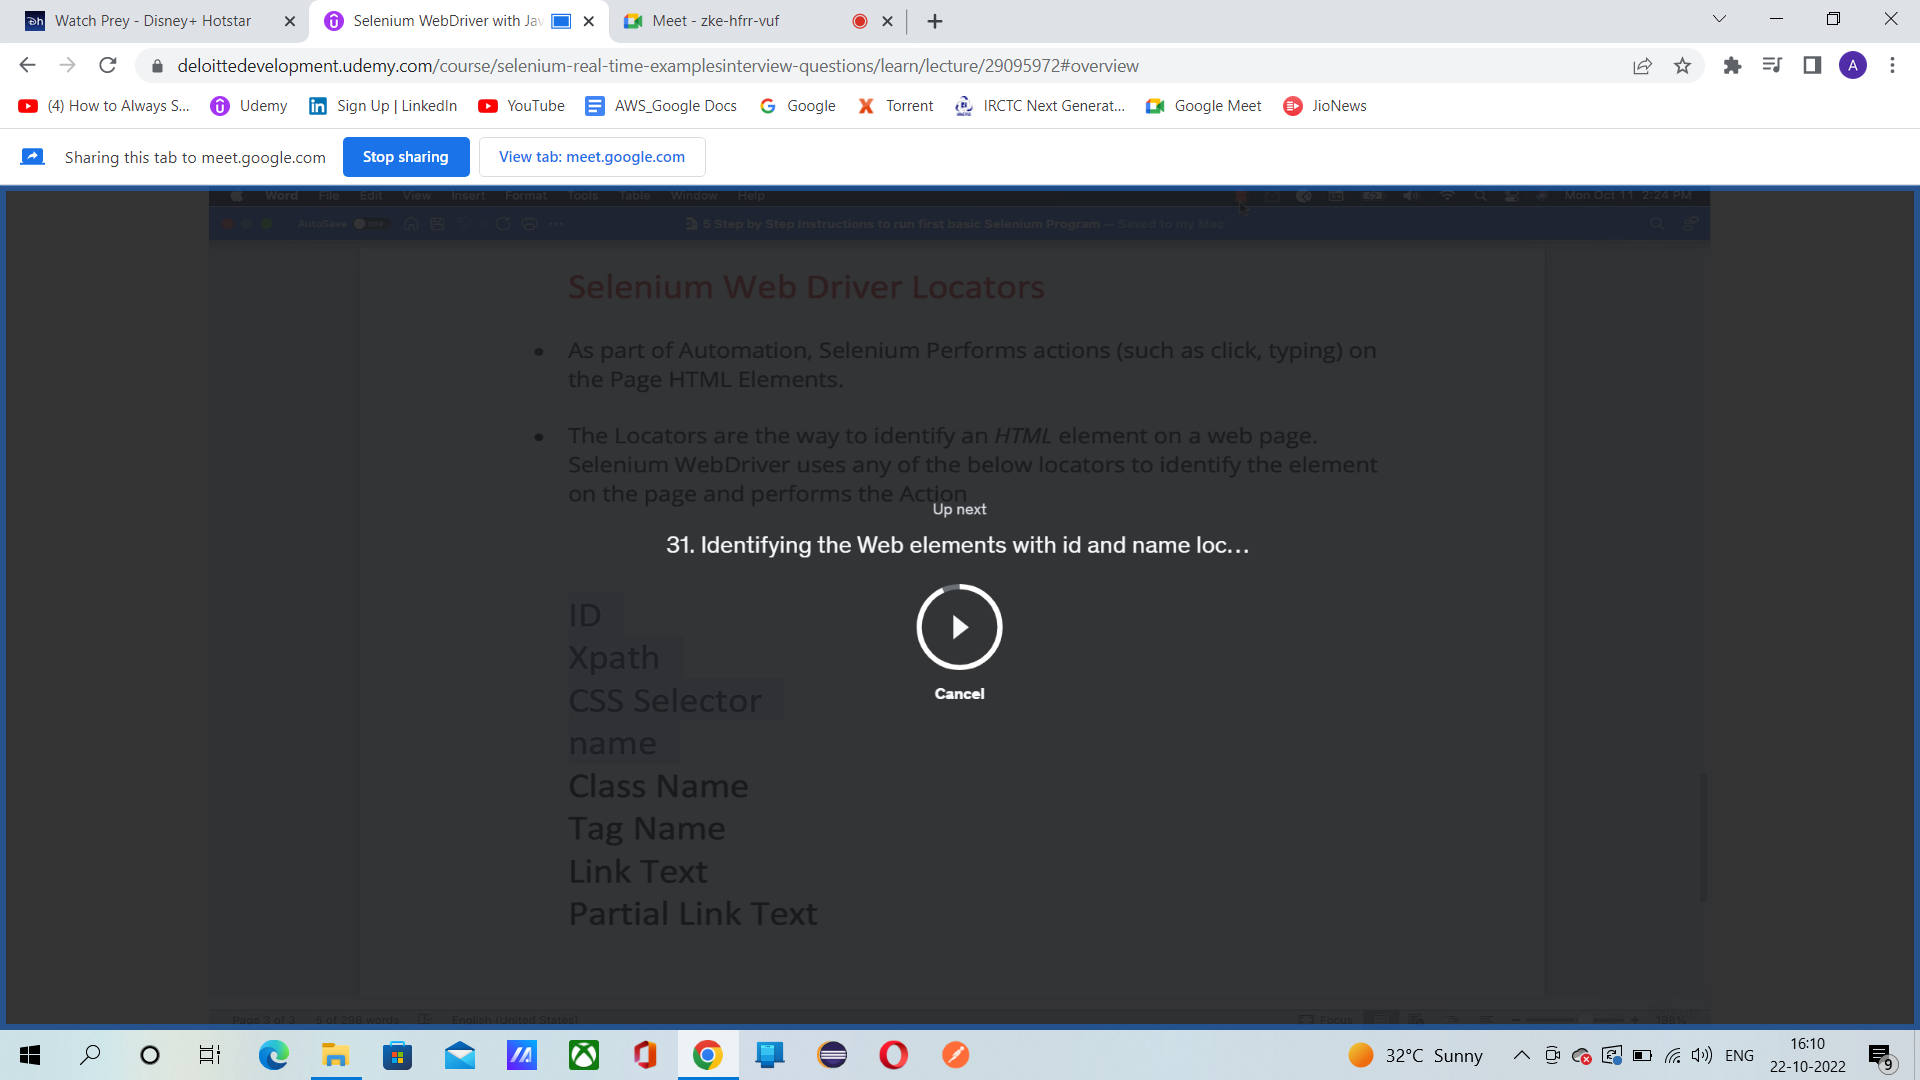 Watch Prey - Disney+ Hotstar
Selenium WebDriver with Jav
Meet - zke-hfrr-vuf
deloittedevelopment.udemy.com/course/selenium-real-time-examplesinterview-questions/learn/lecture/29095972#overview
A
(4) How to Always S...
Udemy
Sign Up | LinkedIn
YouTube
AWS_Google Docs
Google
Torrent
IRCTC Next Generat...
Google Meet
JioNews
Sharing this tab to meet.google.com
Stop sharing
View tab: meet.google.com
Word File Edit View Insert Format Tools Table Window Help
Mon Oct 11 2:24 PM
AutoSave OFF
5 Step by Step Instructions to run first basic Selenium Program — Saved to my Mac
Selenium Web Driver Locators
• As part of Automation, Selenium Performs actions (such as click, typing) on
the Page HTML Elements.
• The Locators are the way to identify an HTML element on a web page.
Selenium WebDriver uses any of the below locators to identify the element
on the page and performs the Action
Up next
31. Identifying the Web elements with id and name loc...
Cancel
ID
Xpath
CSS Selector
name
Class Name
Tag Name
Link Text
Partial Link Text
Page 3 of 3 6 of 298 words English (United States)
Focus
198%
32°C Sunny
ENG
16:10
22-10-2022
9